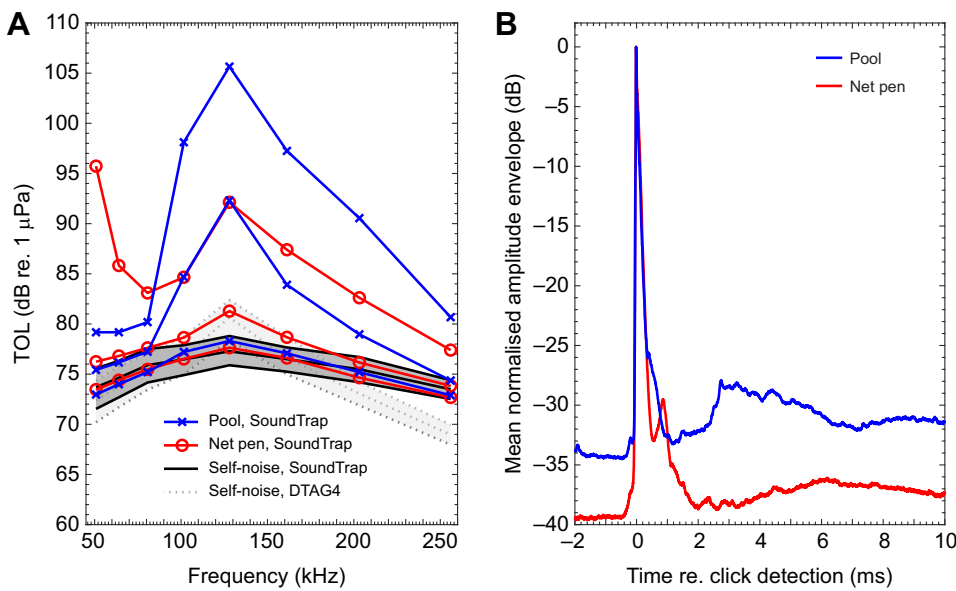 A
110
105
100
95
90
85
80
75
70
65
60
TOL (dB re. 1 μPa)
50
100
150
200
250
Frequency (kHz)
Pool, SoundTrap
Net pen, SoundTrap
Self-noise, SoundTrap
Self-noise, DTAG4
B
0
–5
–10
–15
–20
–25
–30
–35
–40
Mean normalised amplitude envelope (dB)
–2
0
2
4
6
8
10
Time re. click detection (ms)
Pool
Net pen